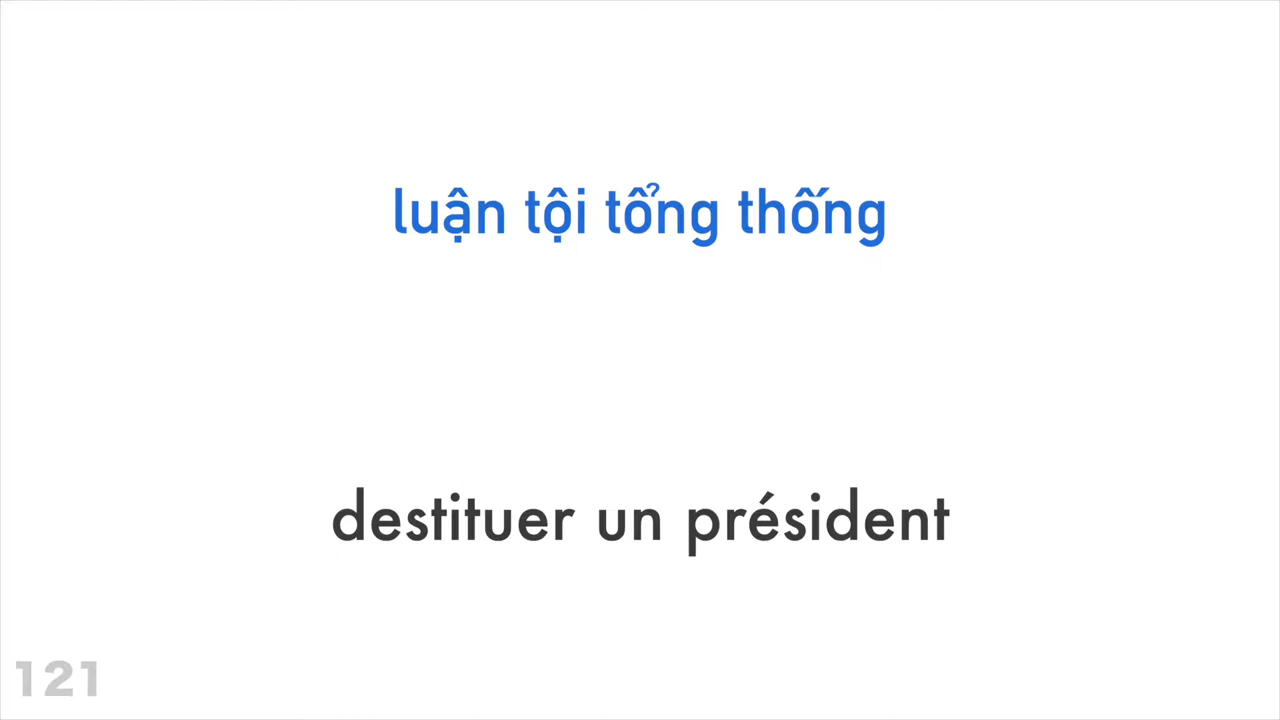 luận tội tổng thống
destituer un président
121